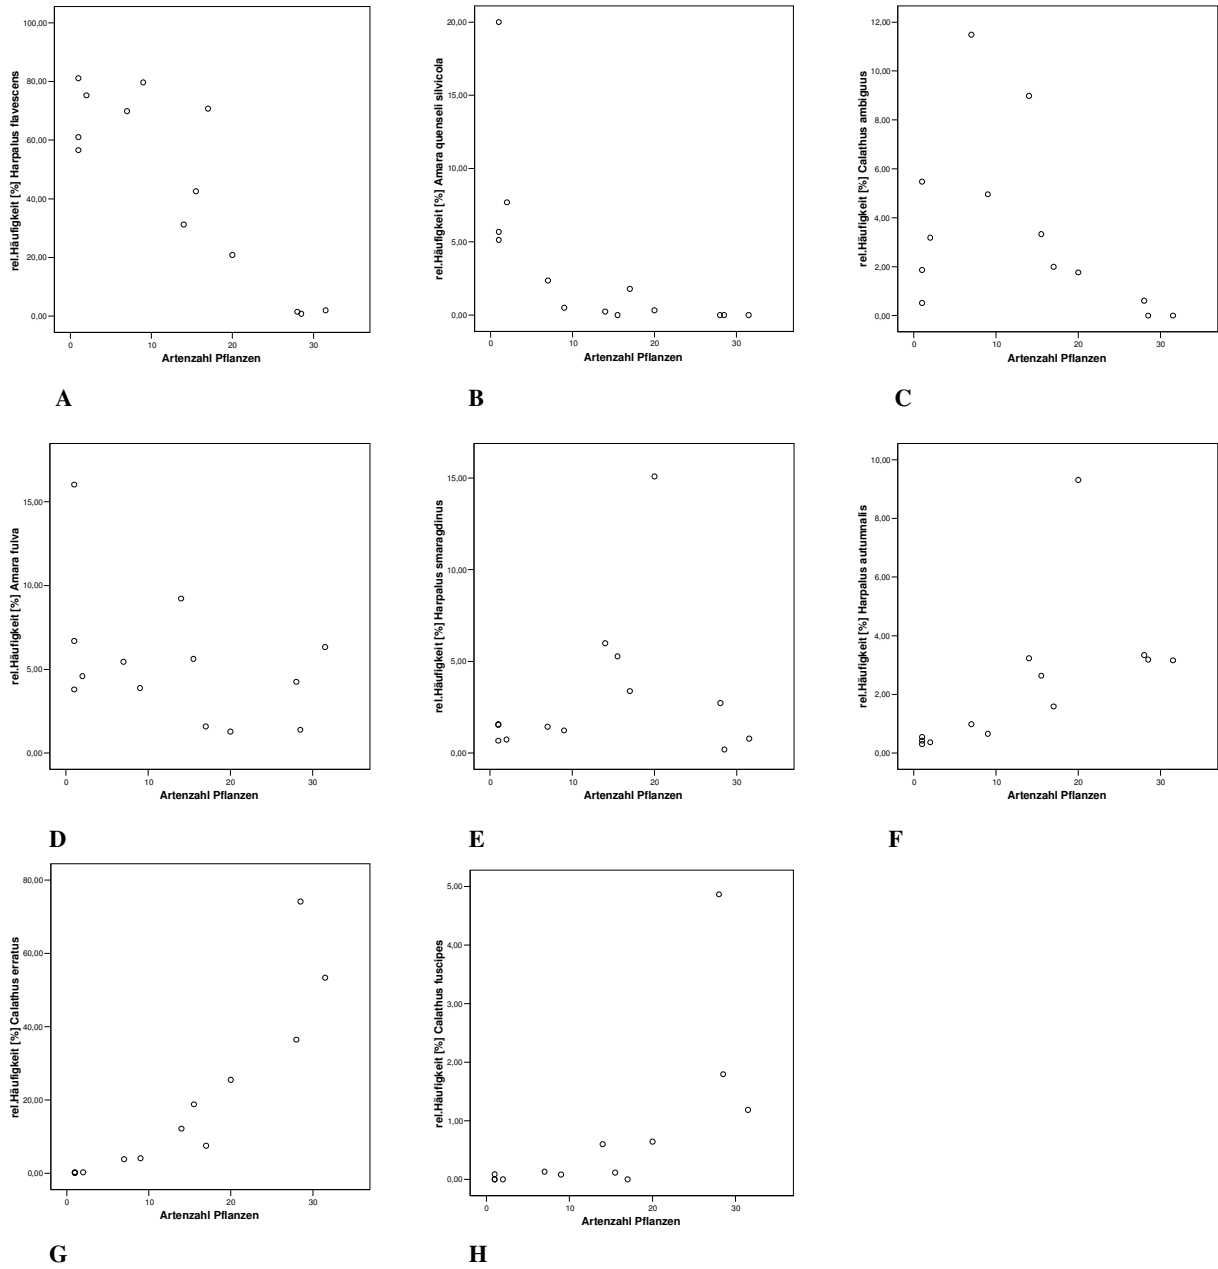 rel.Häufigkeit [%] Harpalus flavescens
100,00
80,00
60,00
40,00
20,00
0,00
0 10 20 30
Artenzahl Pflanzen
A
rel.Häufigkeit [%] Amara quenseli silvicola
20,00
15,00
10,00
5,00
0,00
0 10 20 30
Artenzahl Pflanzen
B
rel.Häufigkeit [%] Calathus ambiguus
12,00
10,00
8,00
6,00
4,00
2,00
0,00
0 10 20 30
Artenzahl Pflanzen
C
rel.Häufigkeit [%] Amara fulva
15,00
10,00
5,00
0,00
0 10 20 30
Artenzahl Pflanzen
D
rel.Häufigkeit [%] Harpalus smaragdinus
15,00
10,00
5,00
0,00
0 10 20 30
Artenzahl Pflanzen
E
rel.Häufigkeit [%] Harpalus autumnalis
10,00
8,00
6,00
4,00
2,00
0,00
0 10 20 30
Artenzahl Pflanzen
F
rel.Häufigkeit [%] Calathus erratus
80,00
60,00
40,00
20,00
0,00
0 10 20 30
Artenzahl Pflanzen
G
rel.Häufigkeit [%] Calathus fuscipes
5,00
4,00
3,00
2,00
1,00
0,00
0 10 20 30
Artenzahl Pflanzen
H